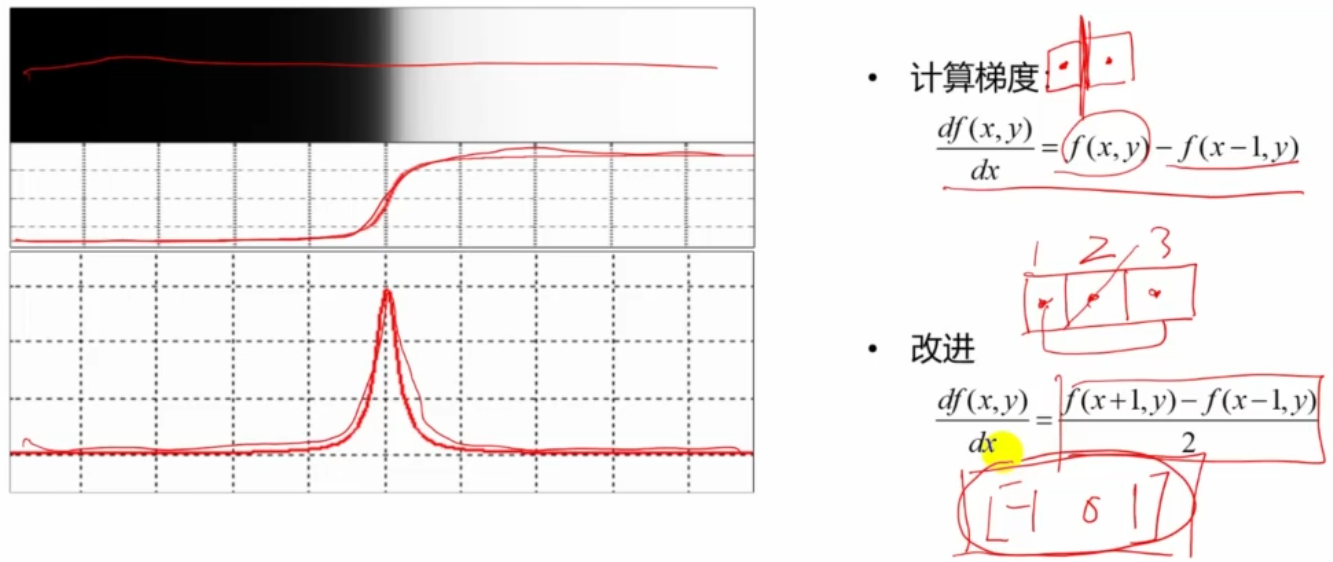 • 计算梯度:
df(x, y)/dx = f(x, y) − f(x−1, y)
1 2 3
• 改进
df(x, y)/dx = (f(x+1, y) − f(x−1, y))/2
[-1 0 1]